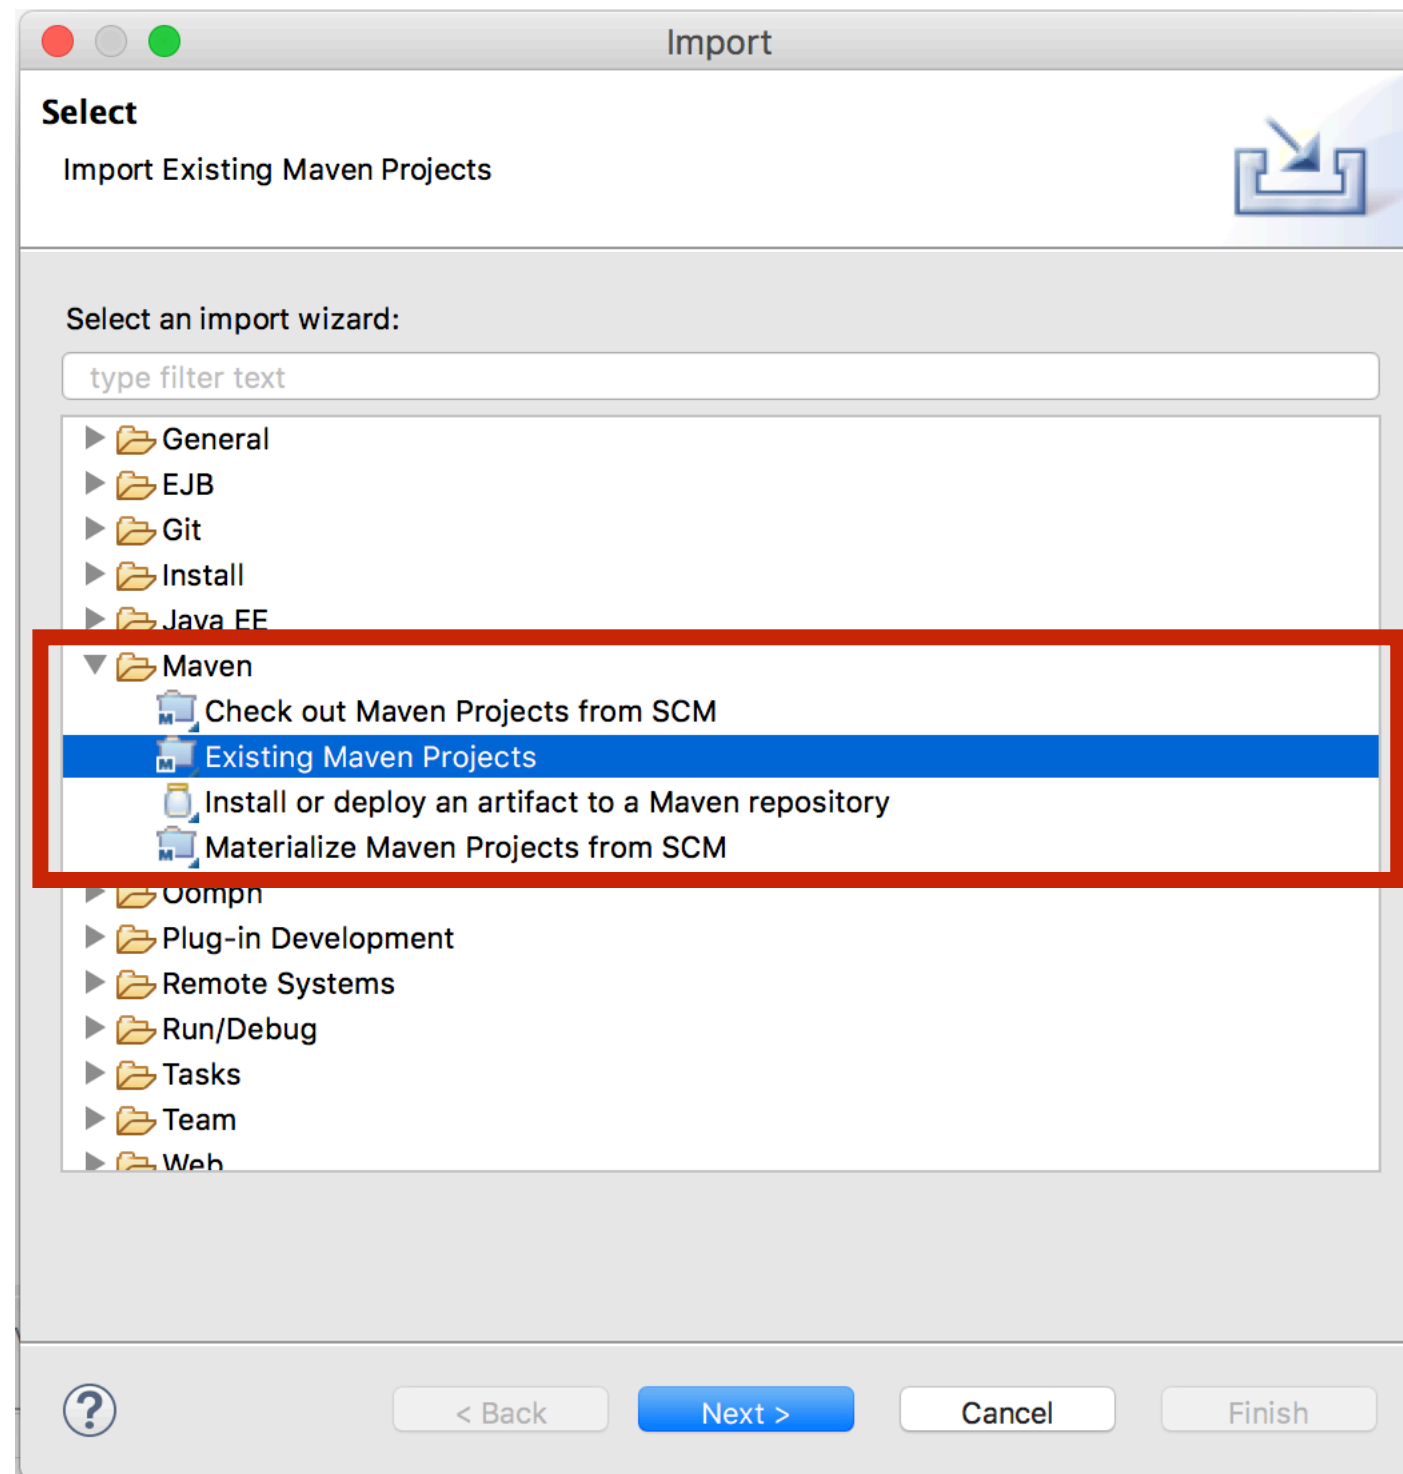 Import
Select
Import Existing Maven Projects
Select an import wizard:
type filter text
General
EJB
Git
Install
Java EE
Maven
Check out Maven Projects from SCM
Existing Maven Projects
Install or deploy an artifact to a Maven repository
Materialize Maven Projects from SCM
Oomph
Plug-in Development
Remote Systems
Run/Debug
Tasks
Team
Web
? < Back Next > Cancel Finish